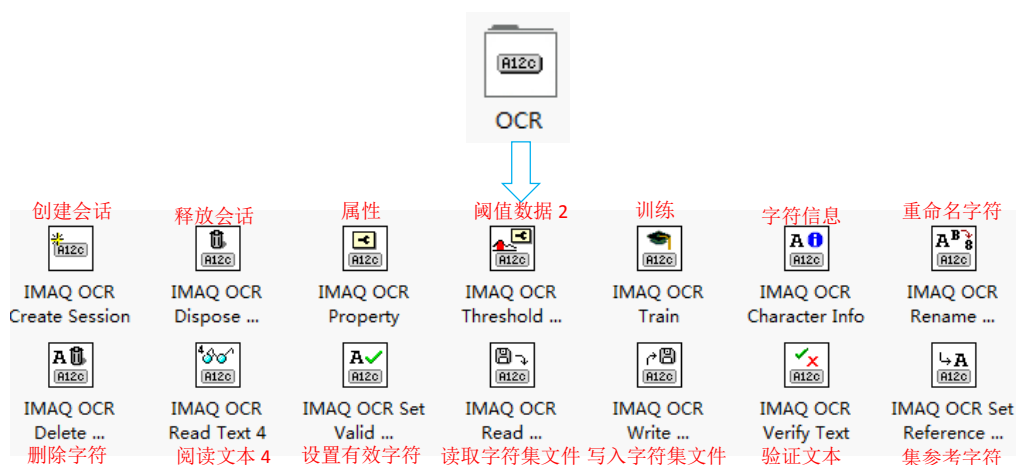 A12c
OCR
创建会话 释放会话 属性 阈值数据 2 训练 字符信息 重命名字符
A12C A12C A12C A12C A12C A A12C A B 8 A12C
IMAQ OCR Create Session
IMAQ OCR Dispose ...
IMAQ OCR Property
IMAQ OCR Threshold ...
IMAQ OCR Train
IMAQ OCR Character Info
IMAQ OCR Rename ...
A A12C 4 A12C A A12C A12C A12C A12C A A12C
IMAQ OCR Delete ...
IMAQ OCR Read Text 4
IMAQ OCR Set Valid ...
IMAQ OCR Read ...
IMAQ OCR Write ...
IMAQ OCR Verify Text
IMAQ OCR Set Reference ...
删除字符 阅读文本 4 设置有效字符 读取字符集文件 写入字符集文件 验证文本 集参考字符